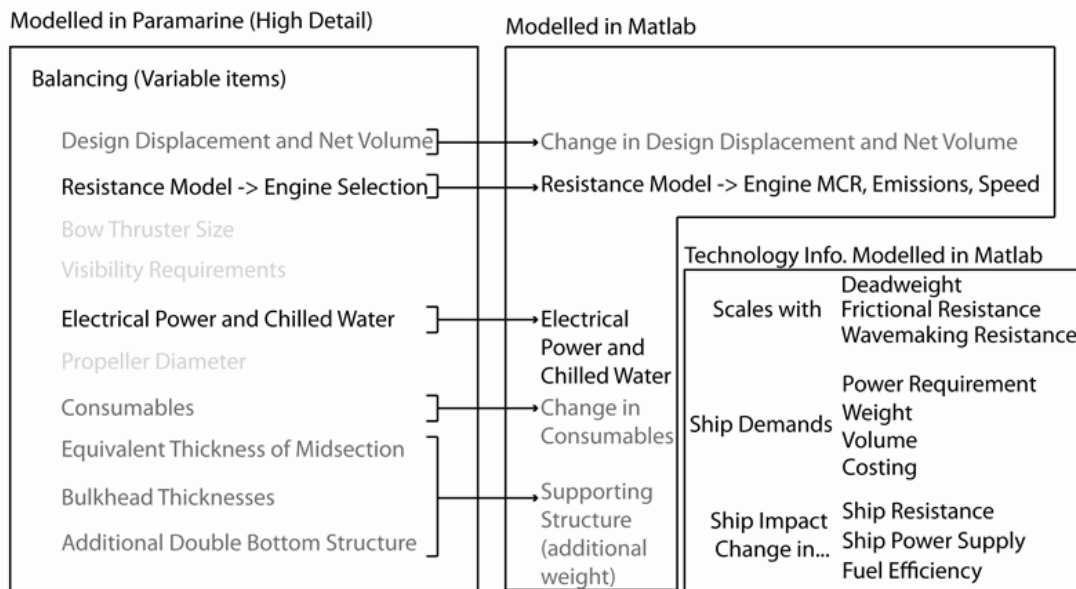 Modelled in Paramarine (High Detail)
Balancing (Variable items)
Design Displacement and Net Volume
Resistance Model -> Engine Selection
Bow Thruster Size
Visibility Requirements
Electrical Power and Chilled Water
Propeller Diameter
Consumables
Equivalent Thickness of Midsection
Bulkhead Thicknesses
Additional Double Bottom Structure
Modelled in Matlab
Change in Design Displacement and Net Volume
Resistance Model -> Engine MCR, Emissions, Speed
Electrical
Power and
Chilled Water
Change in
Consumables
Supporting
Structure
(additional
weight)
Technology Info. Modelled in Matlab
Scales with
Deadweight
Frictional Resistance
Wavemaking Resistance
Ship Demands
Power Requirement
Weight
Volume
Costing
Ship Impact
Change in...
Ship Resistance
Ship Power Supply
Fuel Efficiency